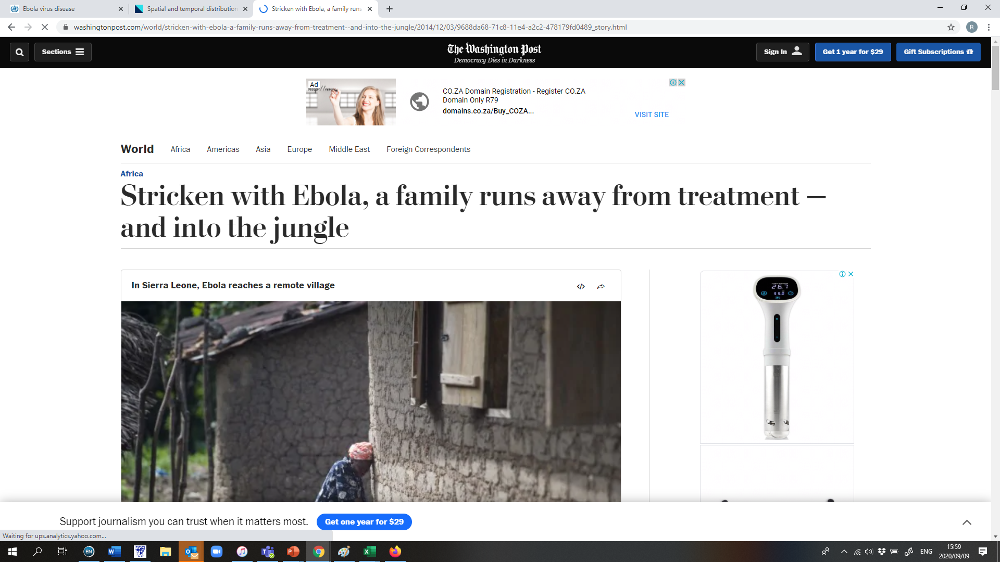 Ebola virus disease
Spatial and temporal distribution
Stricken with Ebola, a family runs
washingtonpost.com/world/stricken-with-ebola-a-family-runs-away-from-treatment--and-into-the-jungle/2014/12/03/9688da68-71c8-11e4-a2c2-478179fd0489_story.html
R
Sections
The Washington Post
Democracy Dies in Darkness
Sign In
Get 1 year for $29
Gift Subscriptions
Ad
http://www.
CO.ZA Domain Registration - Register CO.ZA
Domain Only R79
domains.co.za/Buy_COZA...
VISIT SITE
World
Africa
Americas
Asia
Europe
Middle East
Foreign Correspondents
Africa
Stricken with Ebola, a family runs away from treatment —
and into the jungle
In Sierra Leone, Ebola reaches a remote village
26.7
55.0
Support journalism you can trust when it matters most.
Get one year for $29
Waiting for ups.analytics.yahoo.com...
EN
ENG
15:59
2020/09/09